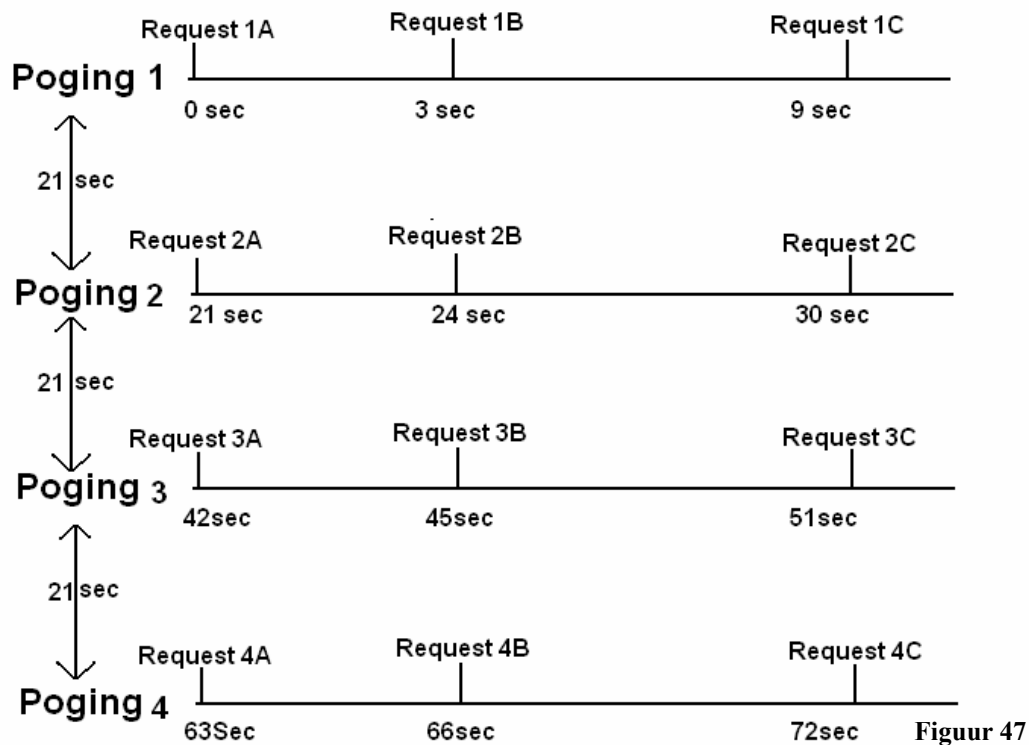 Request 1A Request 1B Request 1C
Poging 1
0 sec 3 sec 9 sec
21 sec
Request 2A Request 2B Request 2C
Poging 2
21 sec 24 sec 30 sec
21 sec
Request 3A Request 3B Request 3C
Poging 3
42sec 45sec 51sec
21 sec
Request 4A Request 4B Request 4C
Poging 4
63Sec 66sec 72sec Figuur 47